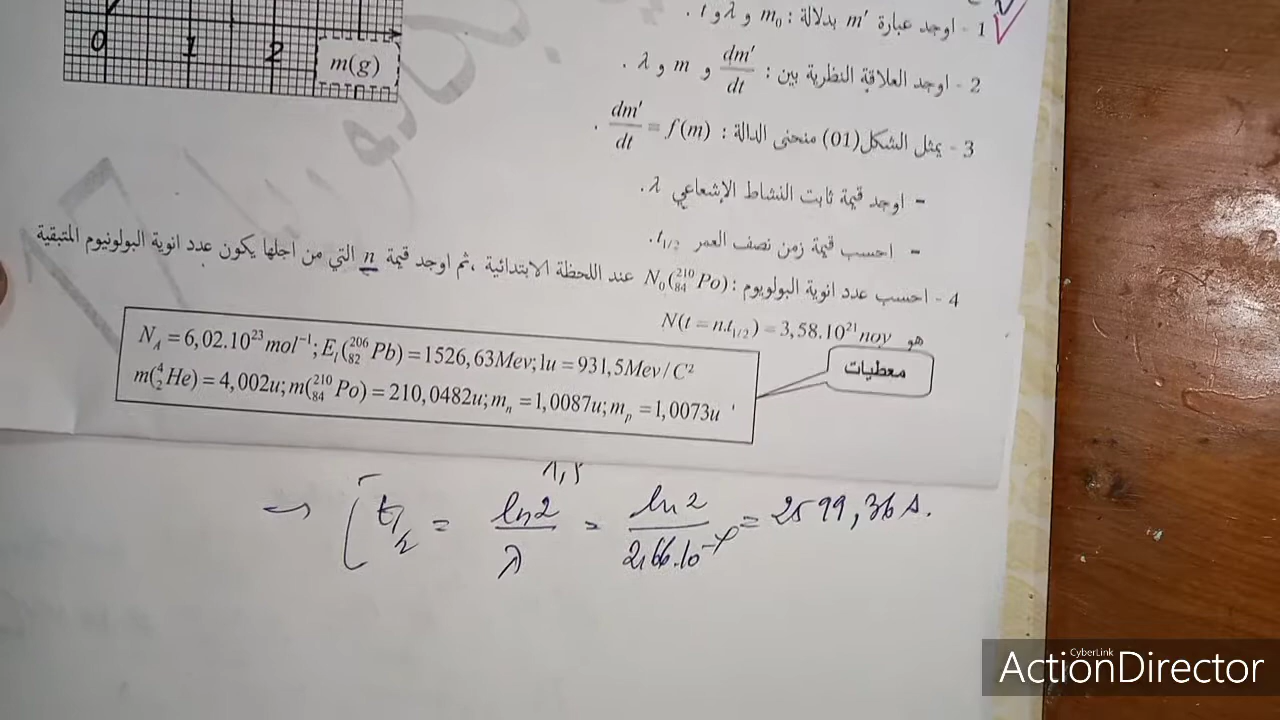 0 1 2
m(g)
1 - اوجد عبارة m′ بدلالة : m₀ و λ و t .
2 - اوجد العلاقة النظرية بين : dm′/dt و m و λ .
3 - يمثل الشكل(01) منحنى الدالة : dm′/dt = f(m) .
- اوجد قيمة ثابت النشاط الإشعاعي λ .
- احسب قيمة زمن نصف العمر t₁/₂.
4 - احسب عدد انوية البولويوم : N₀(²¹⁰₈₄Po) عند اللحظة الابتدائية ،ثم اوجد قيمة n التي من اجلها يكون عدد انوية البولونيوم المتبقية
هو N(t = n.t₁/₂) = 3,58.10²¹ noy
معطيات
N_A = 6,02.10²³ mol⁻¹; E_l(²⁰⁶₈₂Pb) = 1526,63Mev; 1u = 931,5Mev/C²
m(⁴₂He) = 4,002u; m(²¹⁰₈₄Po) = 210,0482u; m_n = 1,0087u; m_p = 1,0073u
t₁/₂ = ln2/λ = ln2/2,66.10⁻⁴ = 2599,36 s.
CyberLink
ActionDirector